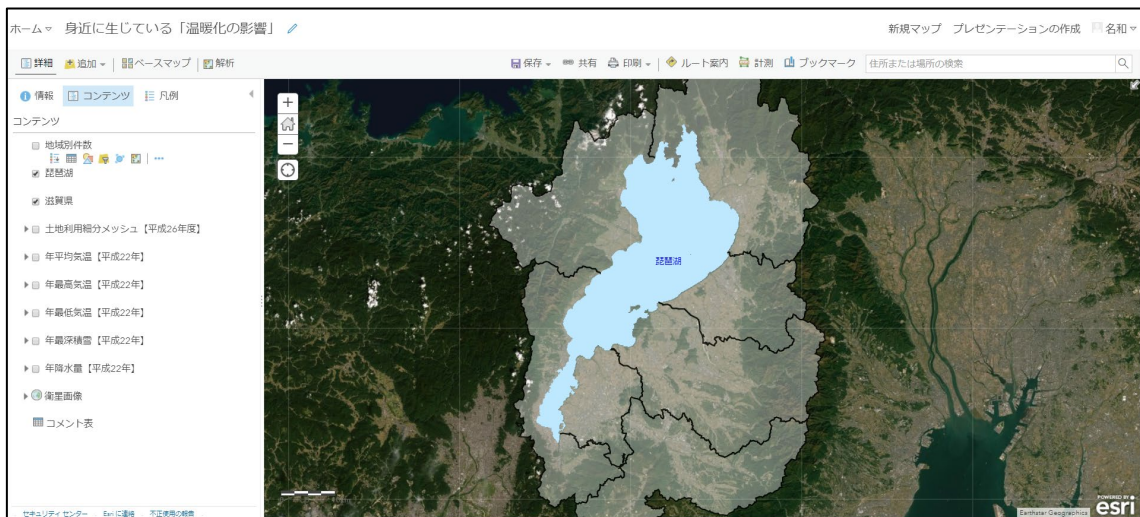 ホーム 身近に生じている「温暖化の影響」 新規マップ プレゼンテーションの作成 名和
詳細 追加 ベースマップ 解析 保存 共有 印刷 ルート案内 計測 ブックマーク 住所または場所の検索
情報 コンテンツ 凡例
コンテンツ
地域別件数
琵琶湖
滋賀県
土地利用細分メッシュ【平成26年度】
年平均気温【平成22年】
年最高気温【平成22年】
年最低気温【平成22年】
年最深積雪【平成22年】
年降水量【平成22年】
衛星画像
コメント表
セキュリティ センター Esri に連絡 不正使用の報告
琵琶湖
Earthstar Geographics
POWERED BY
esri